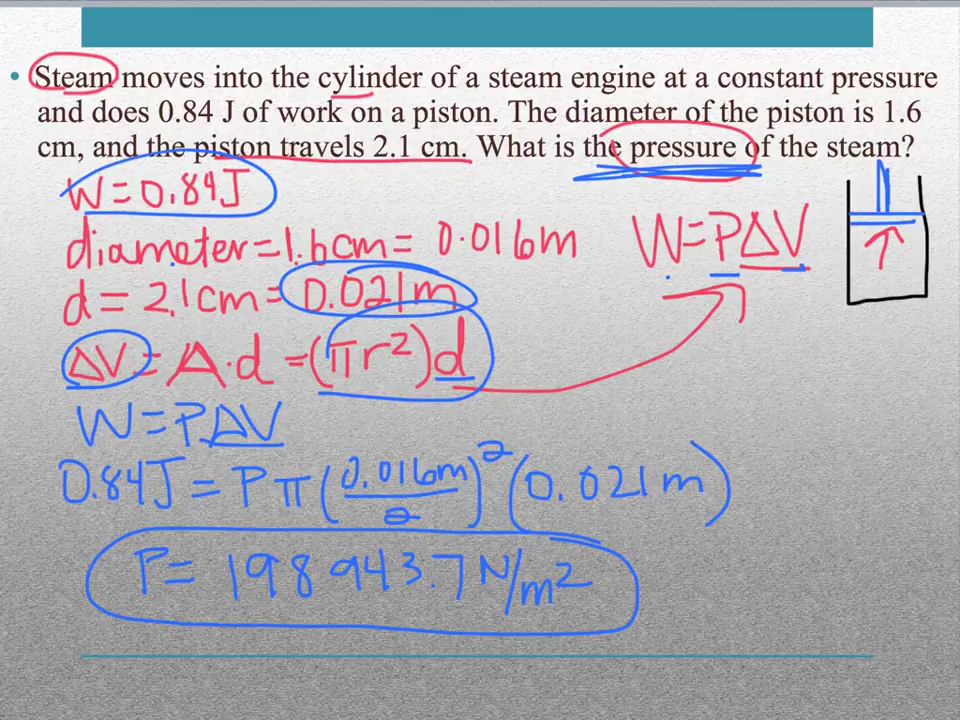 • Steam moves into the cylinder of a steam engine at a constant pressure
and does 0.84 J of work on a piston. The diameter of the piston is 1.6
cm, and the piston travels 2.1 cm. What is the pressure of the steam?
W = 0.84J
diameter = 1.6cm = 0.016m
W = PΔV
d = 2.1cm = 0.021m
ΔV = A·d = (πr²)d
W = PΔV
0.84J = Pπ(0.016m/2)²(0.021m)
P = 198943.7 N/m²